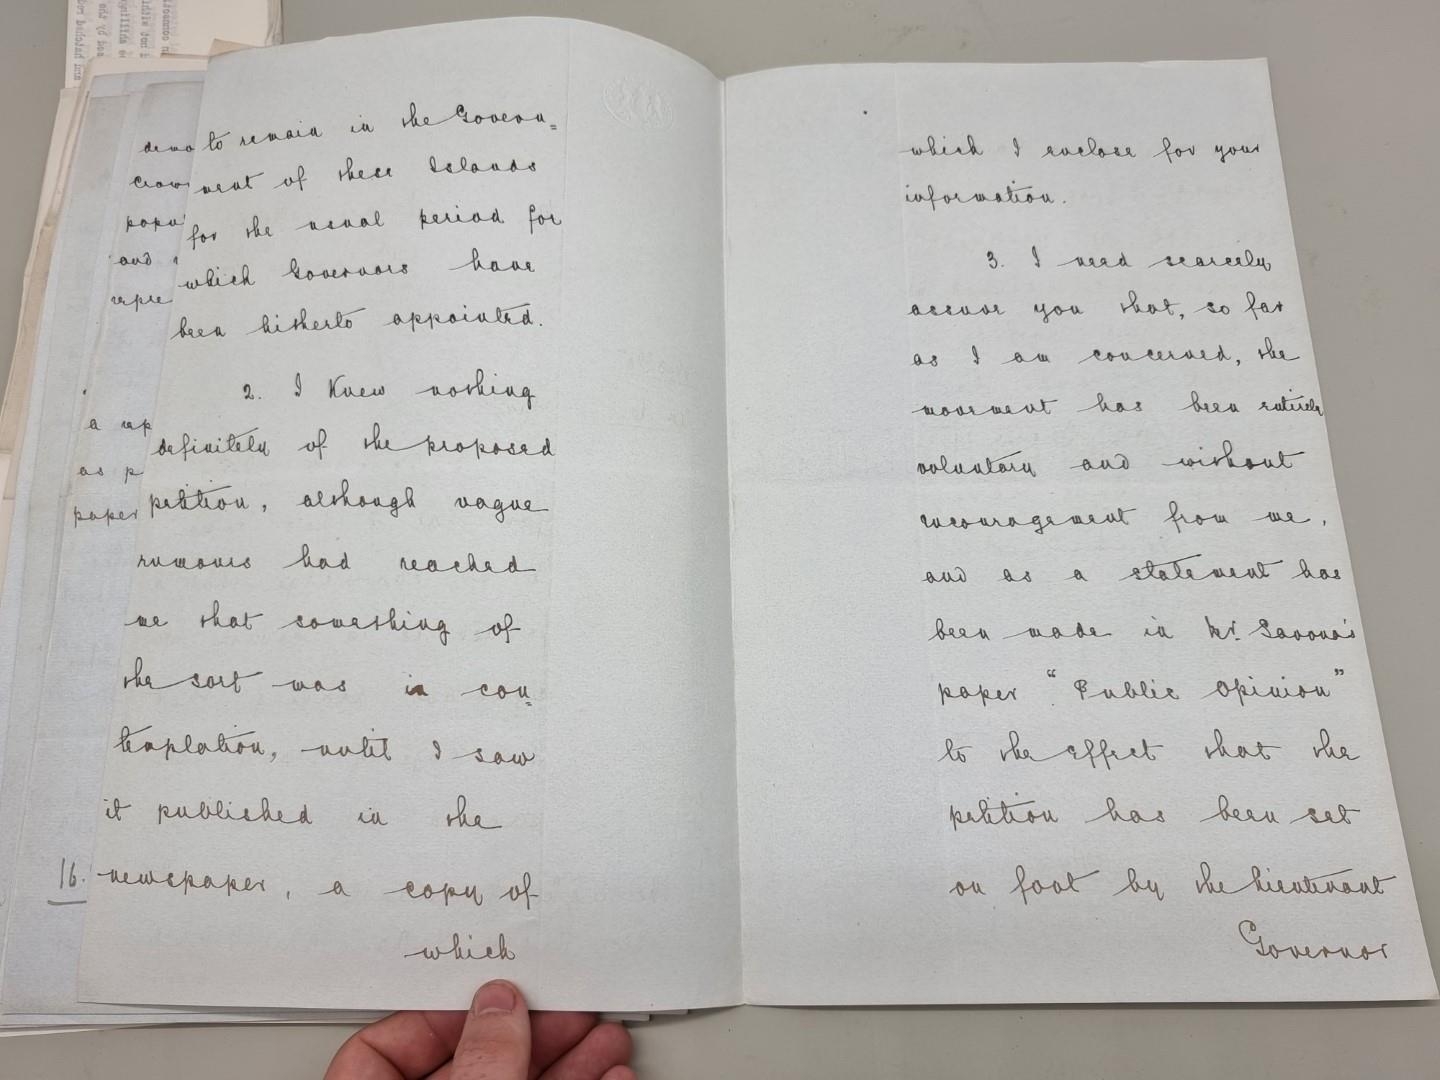 to remain in the Govern=
ment of these Islands
for the usual period for
which Governors have
been hitherto appointed.
2. I knew nothing
definitely of the proposed
petition, although vague
rumours had reached
me that something of
the sort was in con=
templation, until I saw
it published in the
newspaper, a copy of
which
which I enclose for your
information.
3. I need scarcely
assure you that, so far
as I am concerned, the
movement has been entirely
voluntary and without
encouragement from me,
and as a statement has
been made in Mr. Savona's
paper "Public Opinion"
to the effect that the
petition has been set
on foot by the Lieutenant
Governor
and
a
as p
paper
16.